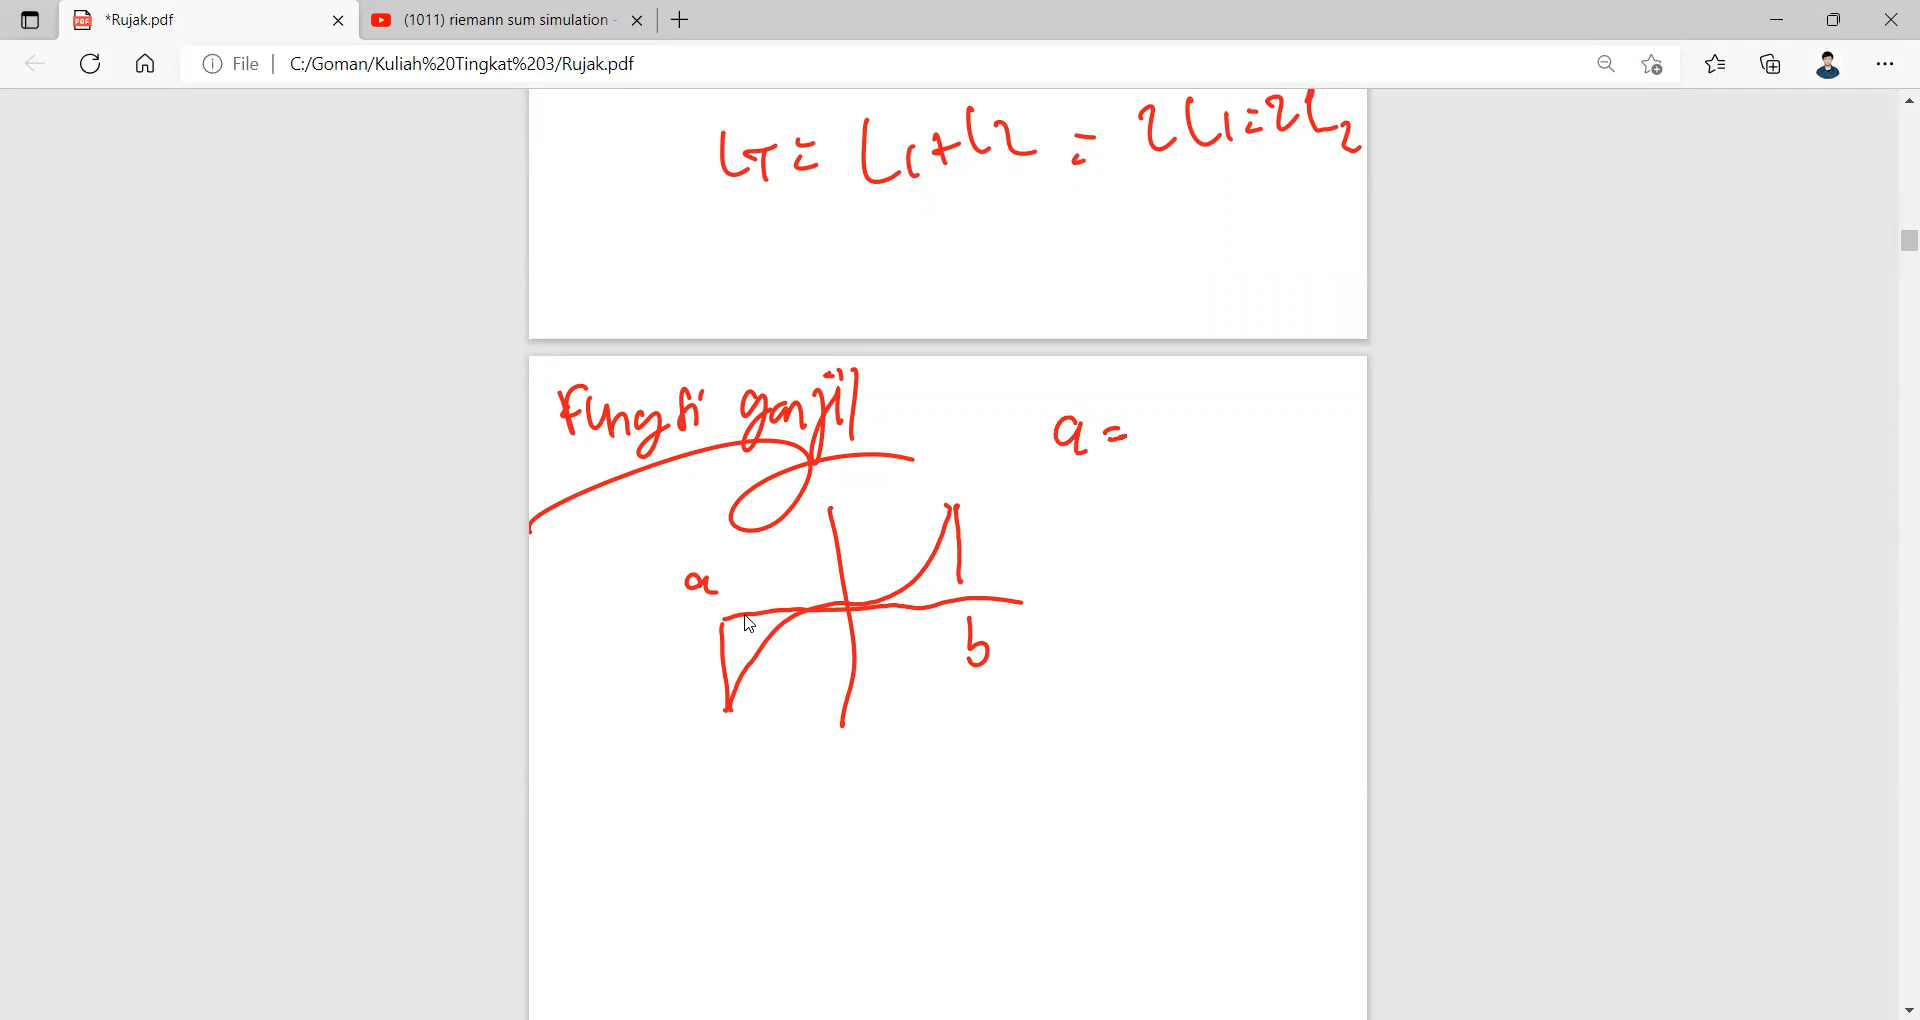 *Rujak.pdf
(1011) riemann sum simulation -
File
C:/Goman/Kuliah%20Tingkat%203/Rujak.pdf
LT = L1 + L2 = 2L1 = 2L2
Fungsi ganjil
a =
a
b